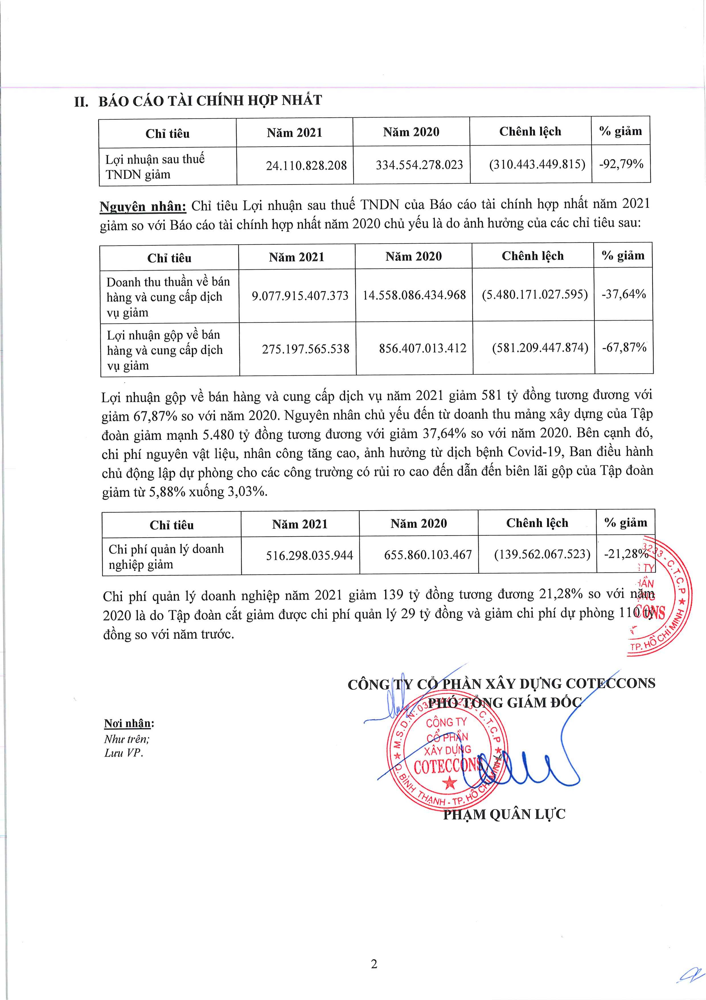 II. BÁO CÁO TÀI CHÍNH HỢP NHẤT
Chỉ tiêu Năm 2021 Năm 2020 Chênh lệch % giảm
Lợi nhuận sau thuế
TNDN giảm
24.110.828.208 334.554.278.023 (310.443.449.815) -92,79%
Nguyên nhân: Chỉ tiêu Lợi nhuận sau thuế TNDN của Báo cáo tài chính hợp nhất năm 2021
giảm so với Báo cáo tài chính hợp nhất năm 2020 chủ yếu là do ảnh hưởng của các chỉ tiêu sau:
Chỉ tiêu Năm 2021 Năm 2020 Chênh lệch % giảm
Doanh thu thuần về bán
hàng và cung cấp dịch
vụ giảm
9.077.915.407.373 14.558.086.434.968 (5.480.171.027.595) -37,64%
Lợi nhuận gộp về bán
hàng và cung cấp dịch
vụ giảm
275.197.565.538 856.407.013.412 (581.209.447.874) -67,87%
Lợi nhuận gộp về bán hàng và cung cấp dịch vụ năm 2021 giảm 581 tỷ đồng tương đương với
giảm 67,87% so với năm 2020. Nguyên nhân chủ yếu đến từ doanh thu mảng xây dựng của Tập
đoàn giảm mạnh 5.480 tỷ đồng tương đương với giảm 37,64% so với năm 2020. Bên cạnh đó,
chi phí nguyên vật liệu, nhân công tăng cao, ảnh hưởng từ dịch bệnh Covid-19, Ban điều hành
chủ động lập dự phòng cho các công trường có rủi ro cao đến dẫn đến biên lãi gộp của Tập đoàn
giảm từ 5,88% xuống 3,03%.
Chỉ tiêu Năm 2021 Năm 2020 Chênh lệch % giảm
Chi phí quản lý doanh
nghiệp giảm
516.298.035.944 655.860.103.467 (139.562.067.523) -21,28%
Chi phí quản lý doanh nghiệp năm 2021 giảm 139 tỷ đồng tương đương 21,28% so với năm
2020 là do Tập đoàn cắt giảm được chi phí quản lý 29 tỷ đồng và giảm chi phí dự phòng 110 tỷ
đồng so với năm trước.
3233 - C.T.C.P
TY
HẦN
CONS
TP. HỒ CHÍ MINH
CÔNG TY CỔ PHẦN XÂY DỰNG COTECCONS
PHÓ TỔNG GIÁM ĐỐC
M.S.D.N: 0303443233 - C.T.C.P
CÔNG TY
CỔ PHẦN
XÂY DỰNG
COTECCONS
Q. BÌNH THẠNH - TP. HỒ CHÍ MINH
Nơi nhận:
Như trên;
Lưu VP.
PHẠM QUÂN LỰC
2